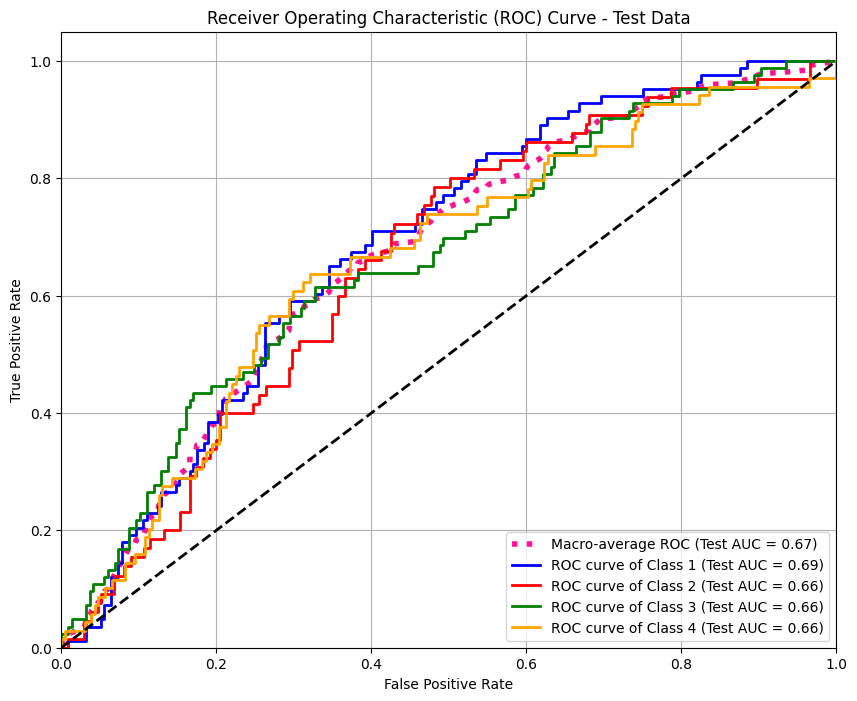 Receiver Operating Characteristic (ROC) Curve - Test Data
True Positive Rate
1.0
0.8
0.6
0.4
0.2
0.0
0.0 0.2 0.4 0.6 0.8 1.0
False Positive Rate
Macro-average ROC (Test AUC = 0.67)
ROC curve of Class 1 (Test AUC = 0.69)
ROC curve of Class 2 (Test AUC = 0.66)
ROC curve of Class 3 (Test AUC = 0.66)
ROC curve of Class 4 (Test AUC = 0.66)